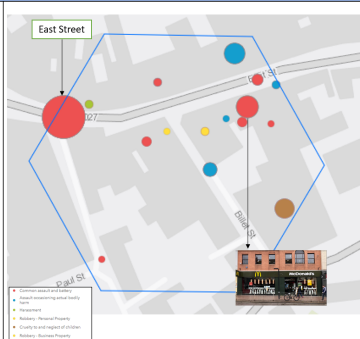 East Street
East St
027
Billet St
Paul St
McDonald's
Common assault and battery
Assault occasioning actual bodily
harm
Harassment
Robbery - Personal Property
Cruelty to and neglect of children
Robbery - Business Property